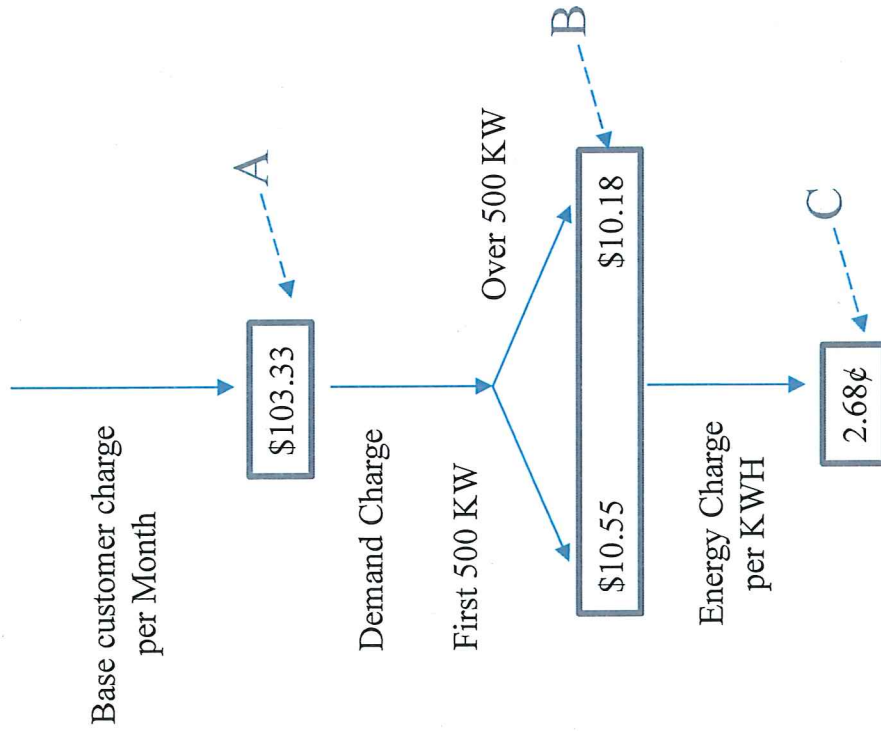 Base customer charge
per Month
$103.33
A
Demand Charge
First 500 KW
Over 500 KW
$10.55
$10.18
B
Energy Charge
per KWH
2.68¢
C